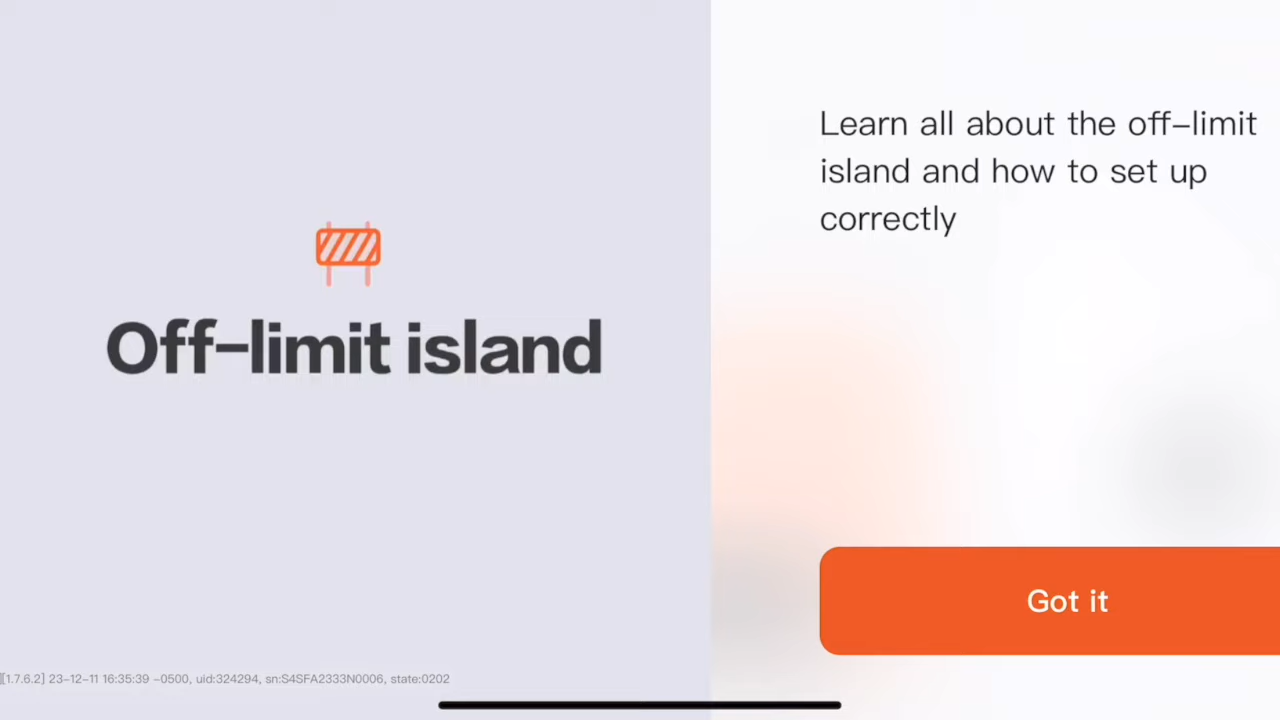 Off-limit island
Learn all about the off-limit
island and how to set up
correctly
Got it
[1.7.6.2] 23-12-11 16:35:39 -0500, uid:324294, sn:S4SFA2333N0006, state:0202